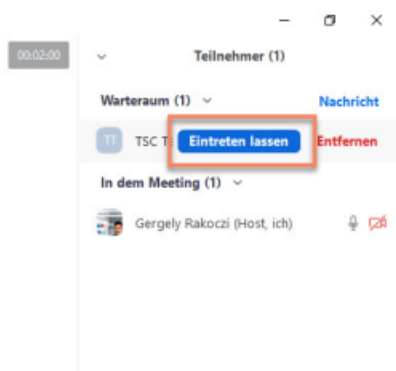 00:02:00
Teilnehmer (1)
Warteraum (1) Nachricht
TT TSC Eintreten lassen Entfernen
In dem Meeting (1)
Gergely Rakoczi (Host, ich)